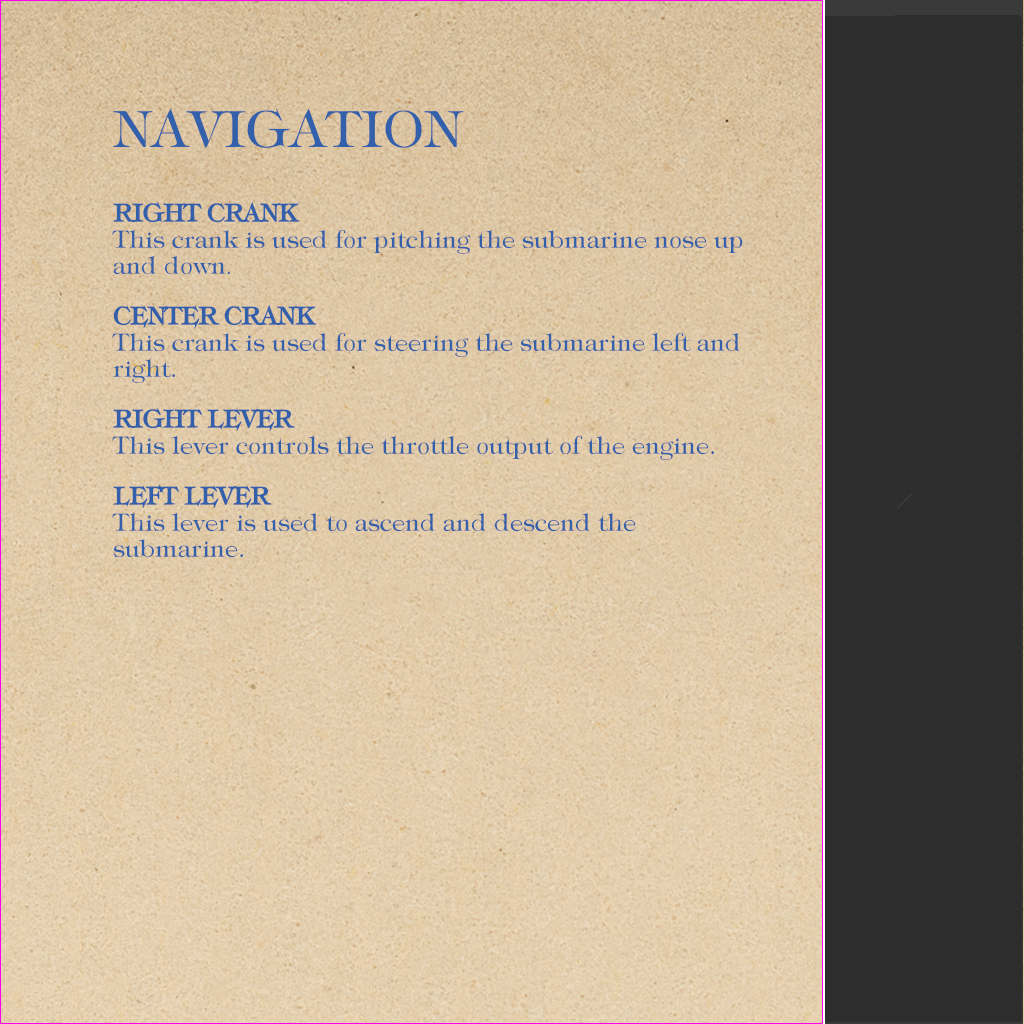 NAVIGATION
RIGHT CRANK
This crank is used for pitching the submarine nose up
and down.
CENTER CRANK
This crank is used for steering the submarine left and
right.
RIGHT LEVER
This lever controls the throttle output of the engine.
LEFT LEVER
This lever is used to ascend and descend the
submarine.